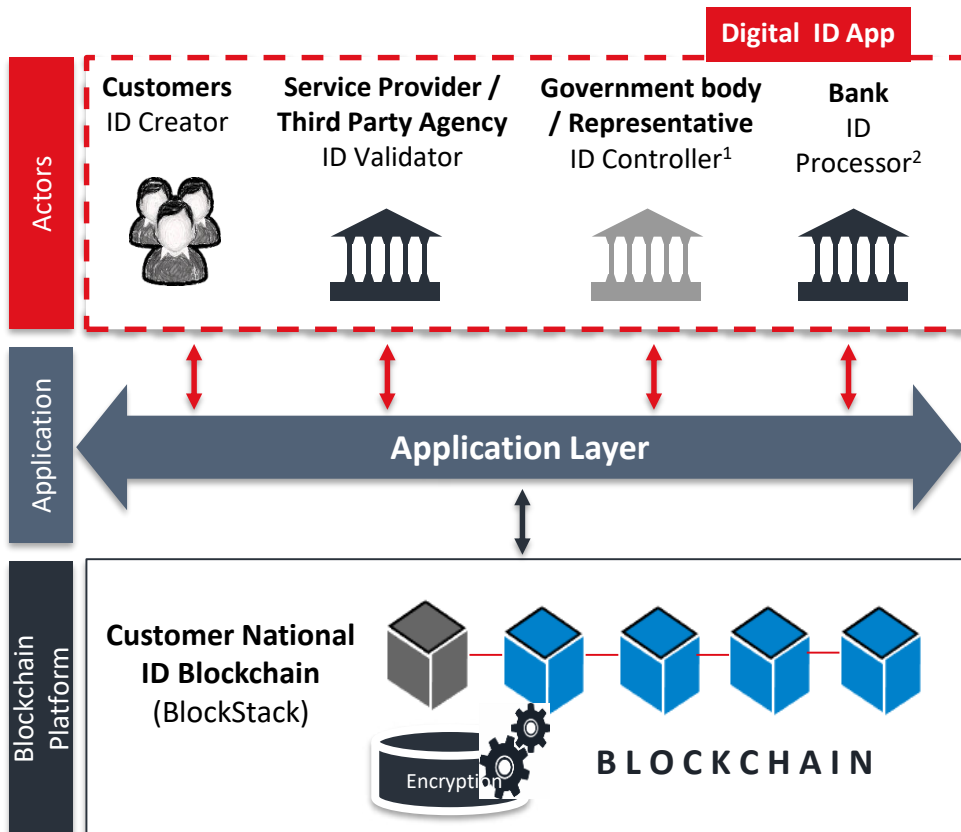 Digital ID App
Actors
Customers
ID Creator
Service Provider /
Third Party Agency
ID Validator
Government body
/ Representative
ID Controller1
Bank
ID
Processor2
Application
Application Layer
Blockchain
Platform
Customer National
ID Blockchain
(BlockStack)
Encryption
BLOCKCHAIN